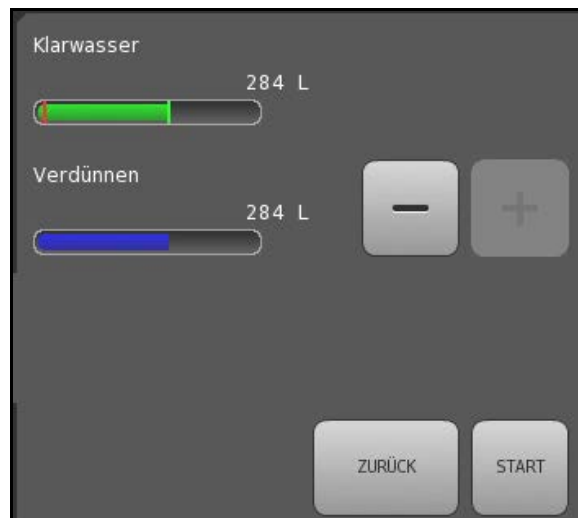 Klarwasser
284 L
Verdünnen
284 L
ZURÜCK
START